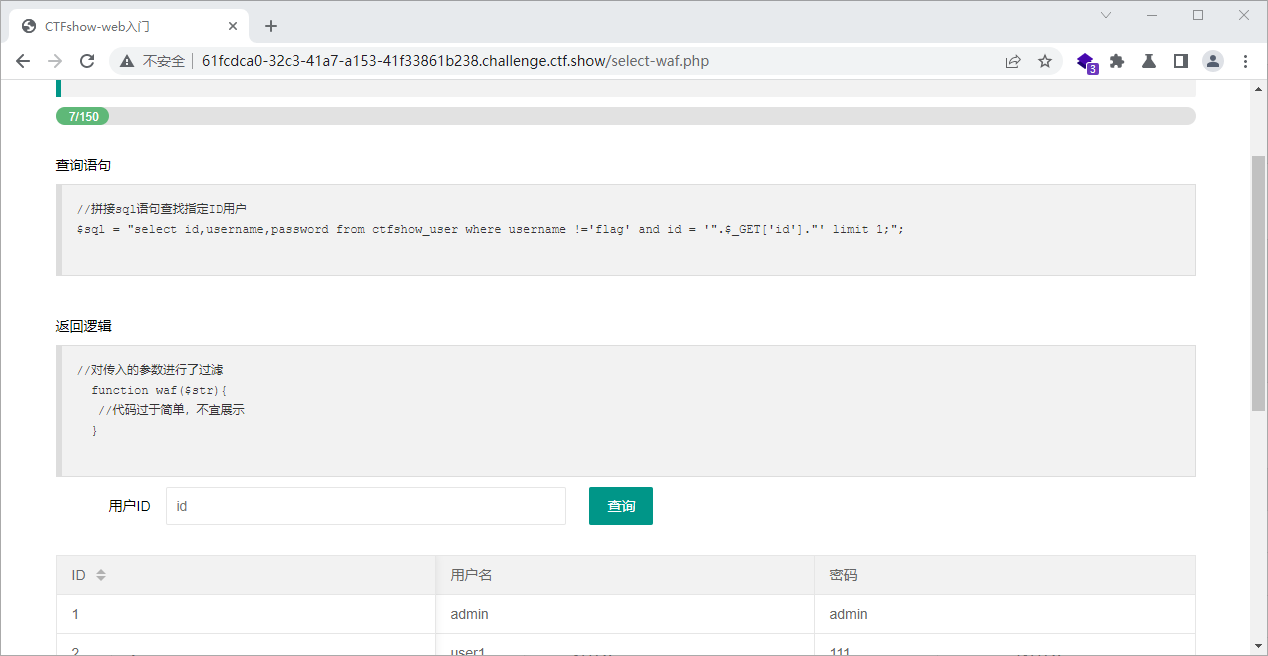 CTFshow-web入门
不安全 61fcdca0-32c3-41a7-a153-41f33861b238.challenge.ctf.show/select-waf.php
3
7/150
查询语句
//拼接sql语句查找指定ID用户
$sql = "select id,username,password from ctfshow_user where username !='flag' and id = '".$_GET['id']."' limit 1;";
返回逻辑
//对传入的参数进行了过滤
function waf($str){
//代码过于简单，不宜展示
}
用户ID id 查询
ID 用户名 密码
1 admin admin
2 user1 111